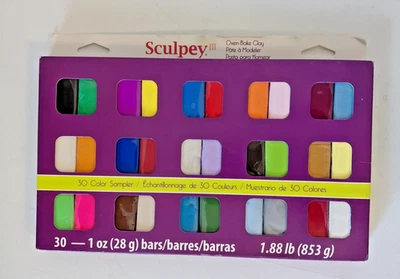 Sculpey III
Oven-Bake Clay
Pâte à Modeler
Pasta para Hornear
30 Color Sampler / Échantillonnage de 30 Couleurs / Muestrario de 30 Colores
30 — 1 oz (28 g) bars/barres/barras
1.88 lb (853 g)